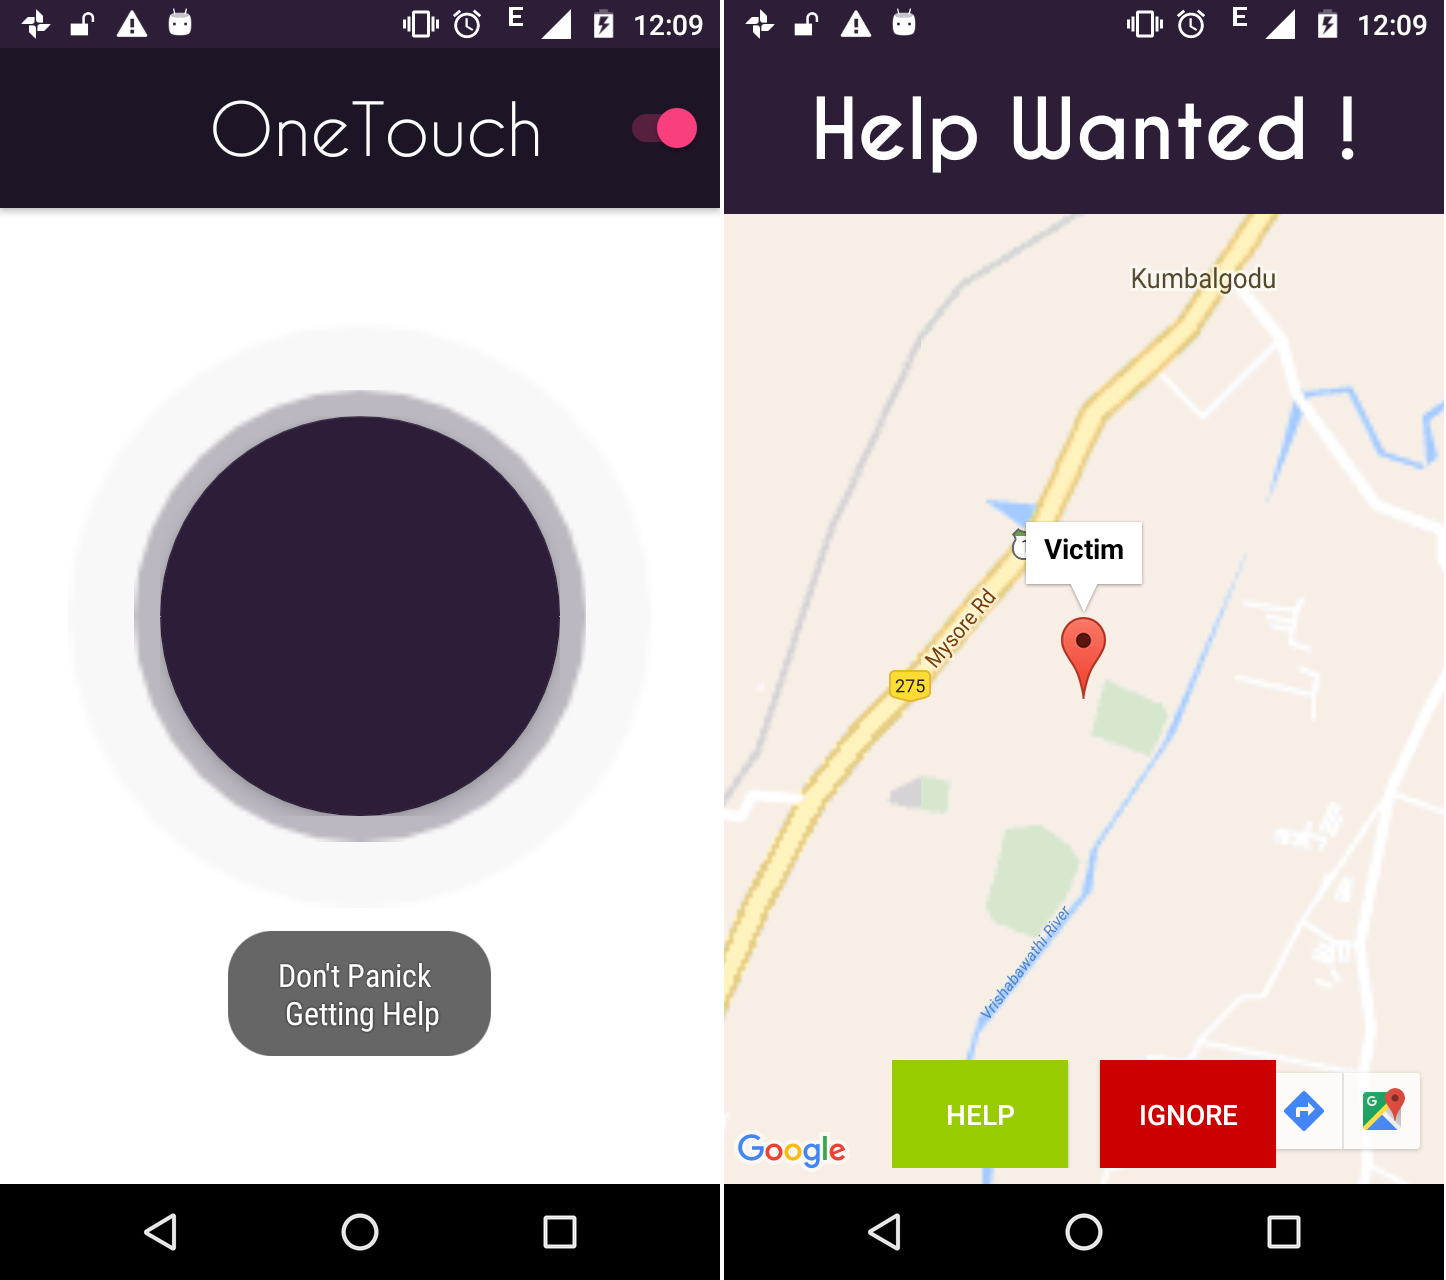 E 12:09
OneTouch
Don't Panick
Getting Help
E 12:09
Help Wanted !
Kumbalgodu
Victim
1
Mysore Rd
275
Vrishabawathi River
HELP
IGNORE
G
Google